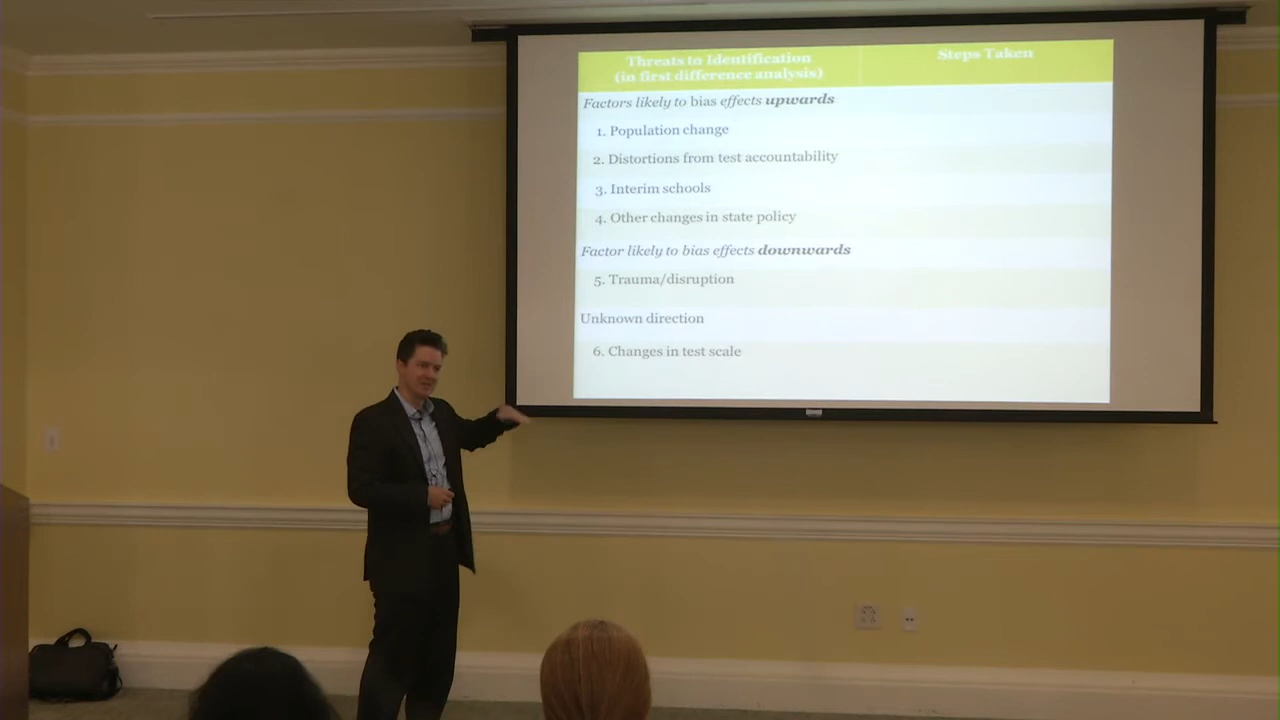 Threats to Identification
(in first difference analysis)
Steps Taken
Factors likely to bias effects upwards
1. Population change
2. Distortions from test accountability
3. Interim schools
4. Other changes in state policy
Factor likely to bias effects downwards
5. Trauma/disruption
Unknown direction
6. Changes in test scale